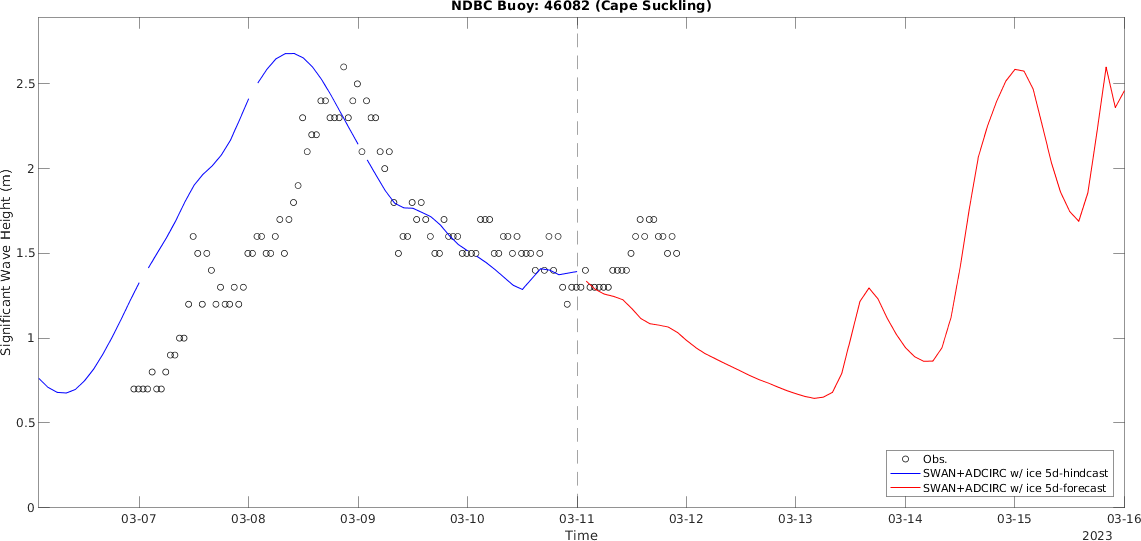 NDBC Buoy: 46082 (Cape Suckling)
Significant Wave Height (m)
2.5
2
1.5
1
0.5
0
Obs.
SWAN+ADCIRC w/ ice 5d-hindcast
SWAN+ADCIRC w/ ice 5d-forecast
03-07 03-08 03-09 03-10 03-11 03-12 03-13 03-14 03-15 03-16
Time
2023